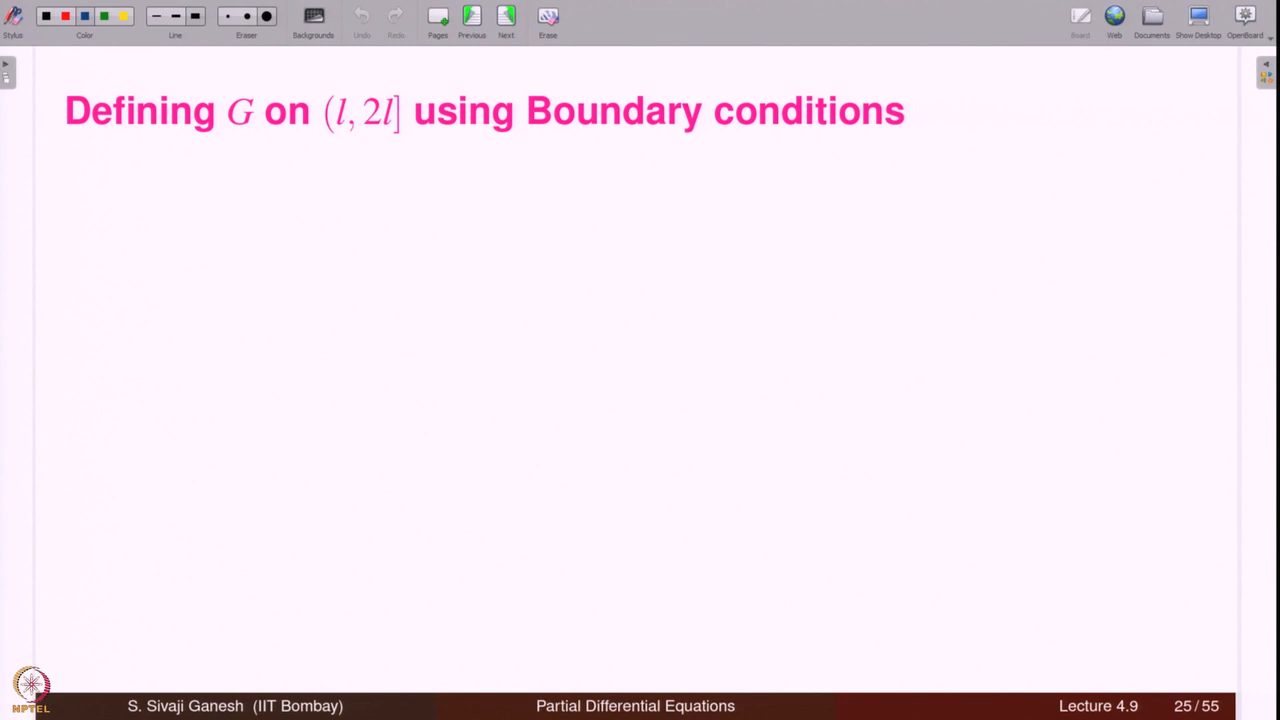 Stylus Color Line Eraser Backgrounds Undo Redo Pages Previous Next Erase Board Web Documents Show Desktop OpenBoard
Defining G on (l, 2l] using Boundary conditions
NPTEL
S. Sivaji Ganesh (IIT Bombay) Partial Differential Equations Lecture 4.9 25/55